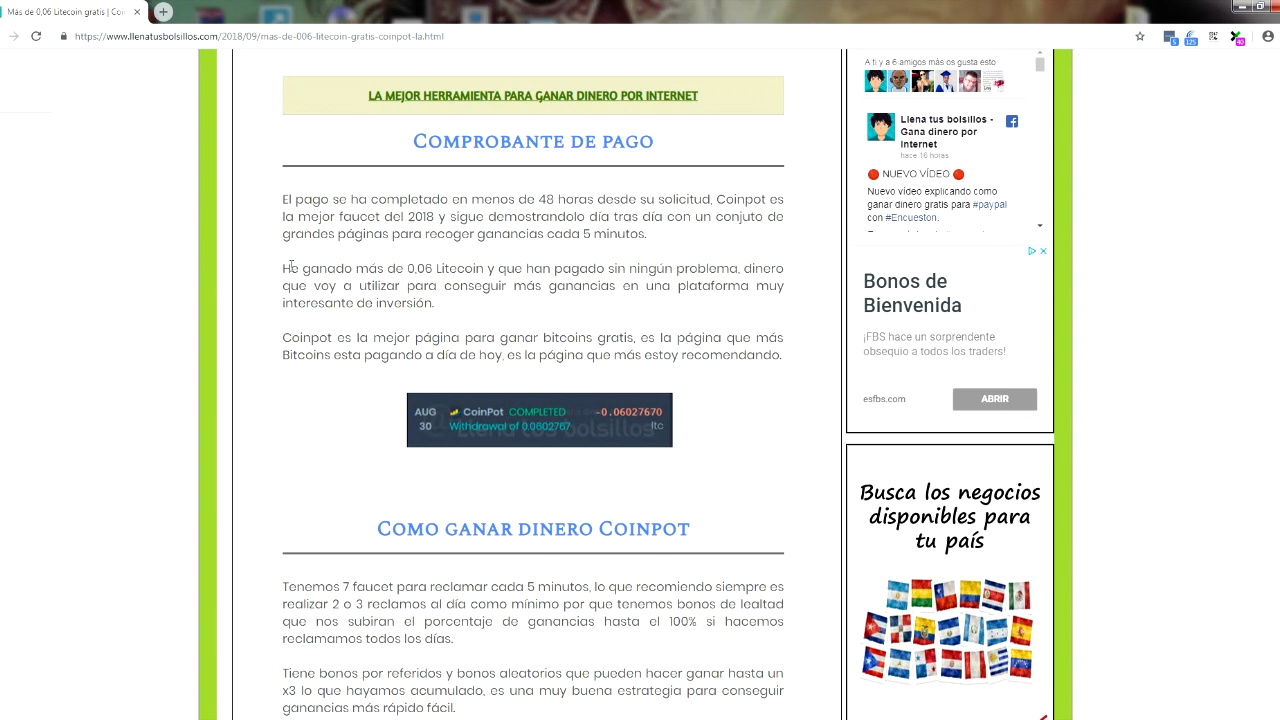 Más de 0,06 Litecoin gratis | Coi
https://www.llenatusbolsillos.com/2018/09/mas-de-006-litecoin-gratis-coinpot-la.html
5
125
40
LA MEJOR HERRAMIENTA PARA GANAR DINERO POR INTERNET
Comprobante de pago
El pago se ha completado en menos de 48 horas desde su solicitud, Coinpot es
la mejor faucet del 2018 y sigue demostrandolo día tras día con un conjuto de
grandes páginas para recoger ganancias cada 5 minutos.
He ganado más de 0,06 Litecoin y que han pagado sin ningún problema, dinero
que voy a utilizar para conseguir más ganancias en una plataforma muy
interesante de inversión.
Coinpot es la mejor página para ganar bitcoins gratis, es la página que más
Bitcoins esta pagando a día de hoy, es la página que más estoy recomendando.
AUG
30
CoinPot COMPLETED
-0.06027670
Withdrawal of 0.0602767
ltc
Llena tus bolsillos
Como ganar dinero Coinpot
Tenemos 7 faucet para reclamar cada 5 minutos, lo que recomiendo siempre es
realizar 2 o 3 reclamos al día como mínimo por que tenemos bonos de lealtad
que nos subiran el porcentaje de ganancias hasta el 100% si hacemos
reclamamos todos los días.
Tiene bonos por referidos y bonos aleatorios que pueden hacer ganar hasta un
x3 lo que hayamos acumulado, es una muy buena estrategia para conseguir
ganancias más rápido fácil.
A ti y a 6 amigos más os gusta esto
Llena tus bolsillos -
Gana dinero por
Internet
hace 16 horas
NUEVO VÍDEO
Nuevo vídeo explicando como
ganar dinero gratis para #paypal
con #Encueston.
Bonos de
Bienvenida
¡FBS hace un sorprendente
obsequio a todos los traders!
esfbs.com
ABRIR
Busca los negocios
disponibles para
tu país